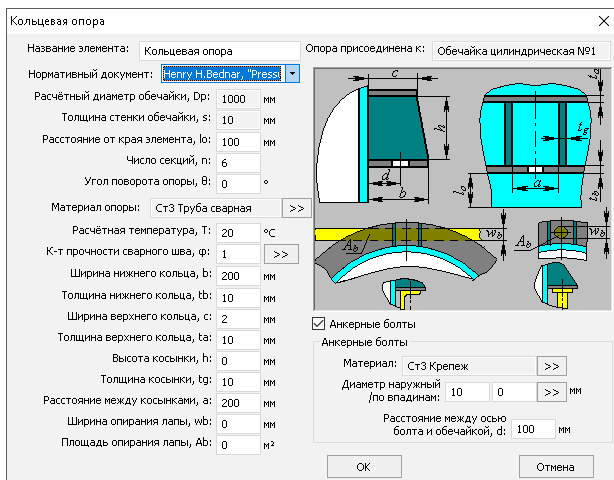 Кольцевая опора
Название элемента: Кольцевая опора
Опора присоединена к: Обечайка цилиндрическая №1
Нормативный документ: Henry H.Bednar, "Pressu
Расчётный диаметр обечайки, Dp: 1000 мм
Толщина стенки обечайки, s: 10 мм
Расстояние от края элемента, lo: 100 мм
Число секций, n: 6
Угол поворота опоры, θ: 0 °
Материал опоры: Ст3 Труба сварная >>
Расчётная температура, T: 20 °C
К-т прочности сварного шва, φ: 1 >>
Ширина нижнего кольца, b: 200 мм
Толщина нижнего кольца, tb: 10 мм
Ширина верхнего кольца, c: 2 мм
Толщина верхнего кольца, ta: 10 мм
Высота косынки, h: 0 мм
Толщина косынки, tg: 10 мм
Расстояние между косынками, a: 200 мм
Ширина опирания лапы, wb: 0 мм
Площадь опирания лапы, Ab: 0 м²
c
h
d
b
ta
tg
a
lo
tb
Ab
wb
Ab
wb
Анкерные болты
Анкерные болты
Материал: Ст3 Крепеж >>
Диаметр наружный
/по впадинам: 10 0 >> мм
Расстояние между осью
болта и обечайкой, d: 100 мм
OK
Отмена